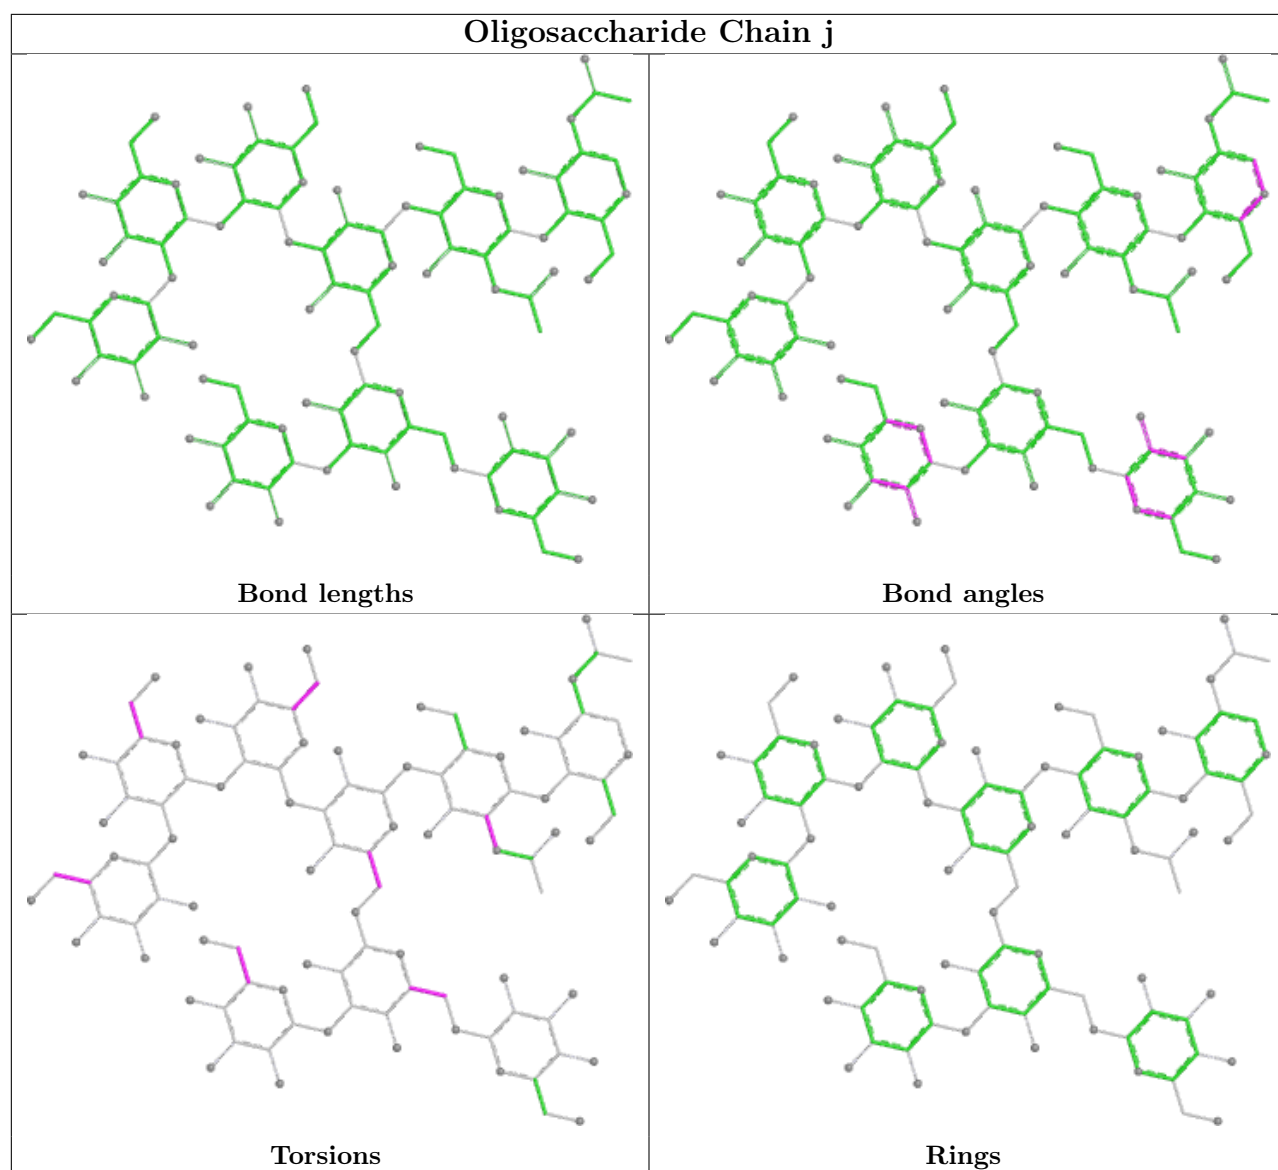 Oligosaccharide Chain j
Bond lengths
Bond angles
Torsions
Rings